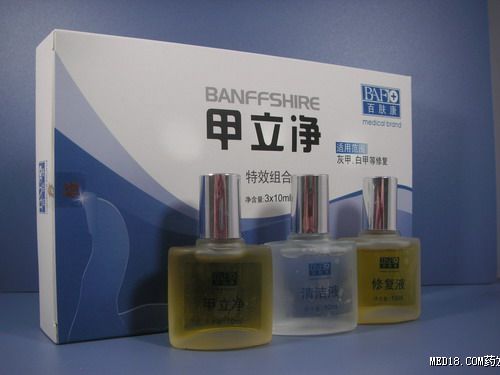 BANFFSHIRE
甲立净
特效组合
净含量:3x10ml
BAF
百肤康
medical brand
适用范围
灰甲、白甲等修复
甲立净
清洁液
修复液
MED18.COM药